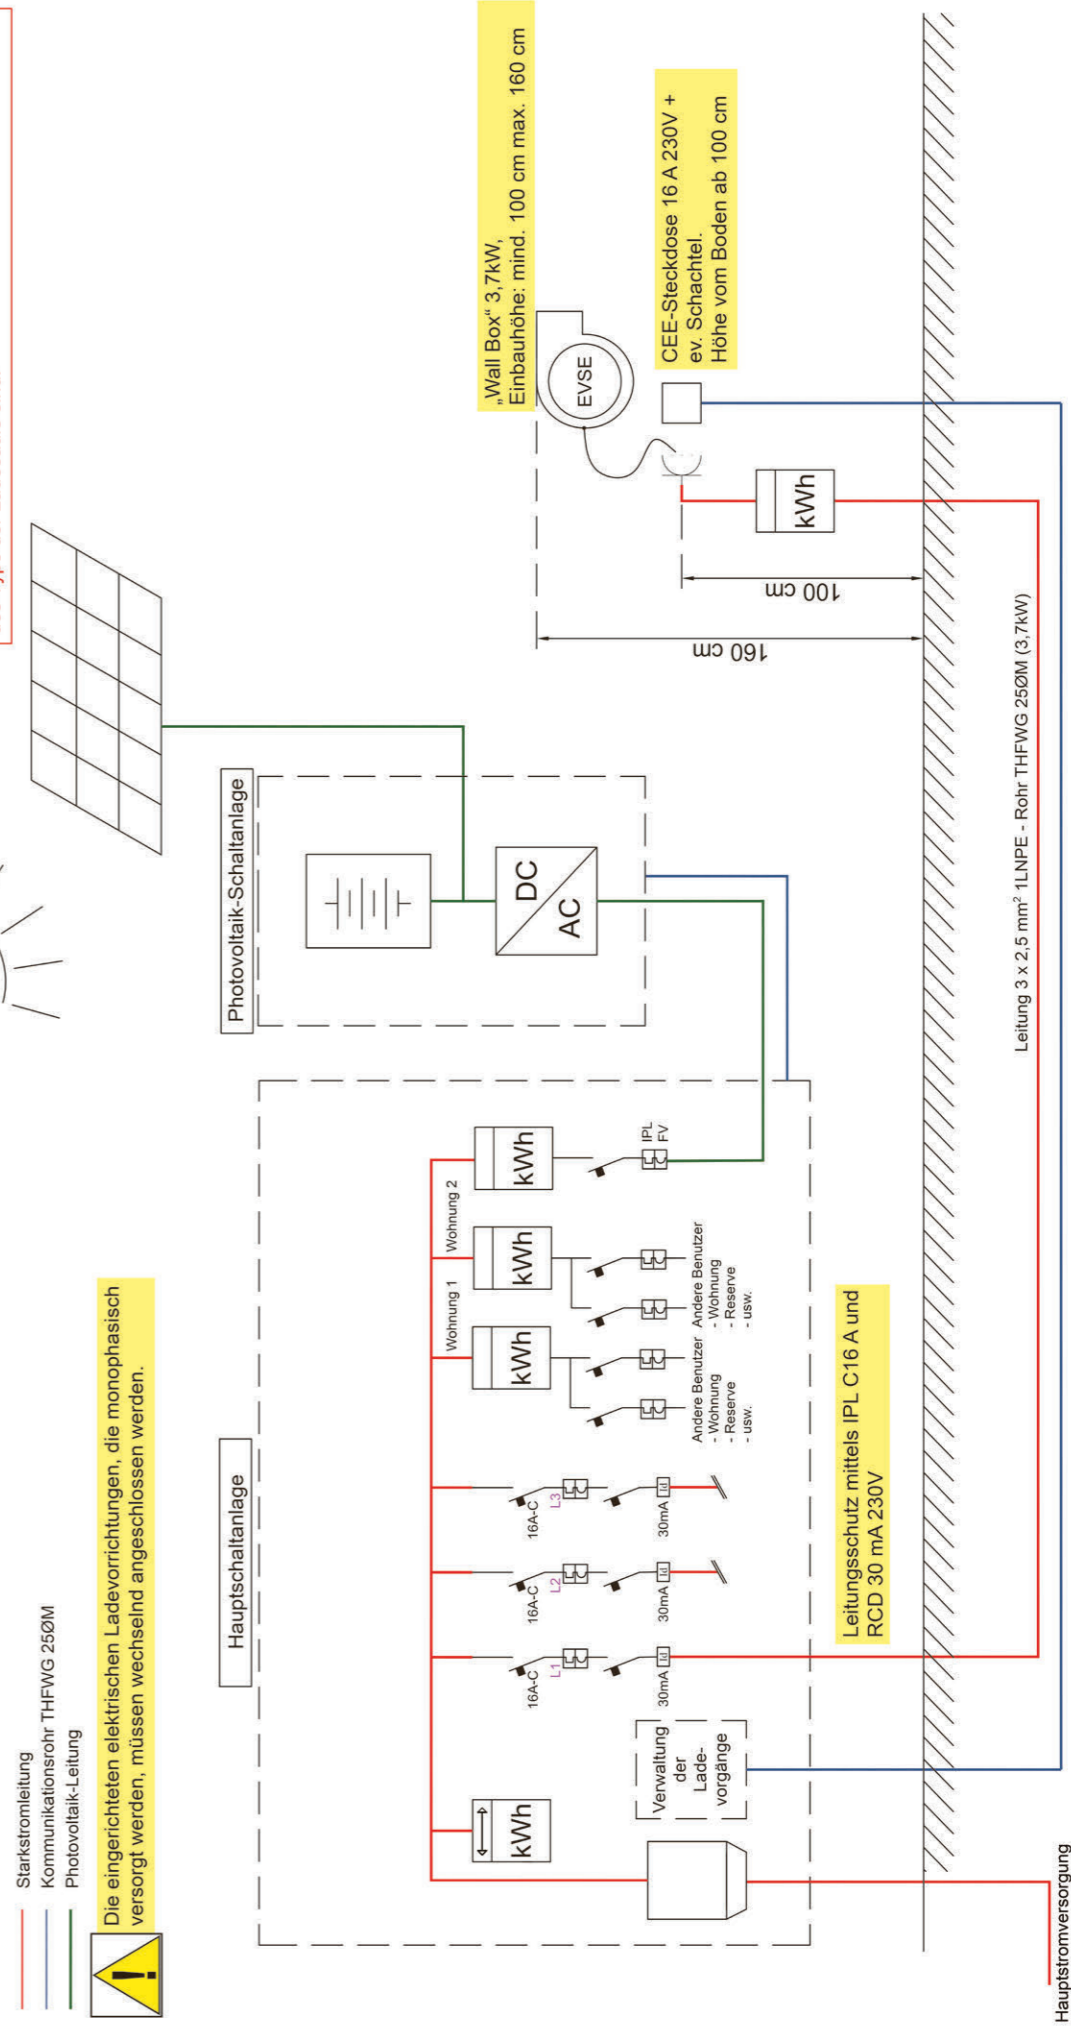 Starkstromleitung
Kommunikationsrohr THFWG 25ØM
Photovoltaik-Leitung
Die eingerichteten elektrischen Ladevorrichtungen, die monophasisch
versorgt werden, müssen wechselnd angeschlossen werden.
Hauptschaltanlage
Photovoltaik-Schaltanlage
„Wall Box“ 3,7kW,
Einbauhöhe: mind. 100 cm max. 160 cm
EVSE
CEE-Steckdose 16 A 230V +
ev. Schachtel.
Höhe vom Boden ab 100 cm
kWh
100 cm
160 cm
DC
AC
Wohnung 1
Wohnung 2
kWh
kWh
kWh
kWh
IPL
FV
Andere Benutzer
- Wohnung
- Reserve
- usw.
Andere Benutzer
- Wohnung
- Reserve
- usw.
16A-C
L1
30mA
Id
16A-C
L2
30mA
Id
16A-C
L3
30mA
Id
Verwaltung
der
Lade-
vorgänge
Leitungsschutz mittels IPL C16 A und
RCD 30 mA 230V
Leitung 3 x 2,5 mm² 1LNPE - Rohr THFWG 25ØM (3,7kW)
Hauptstromversorgung